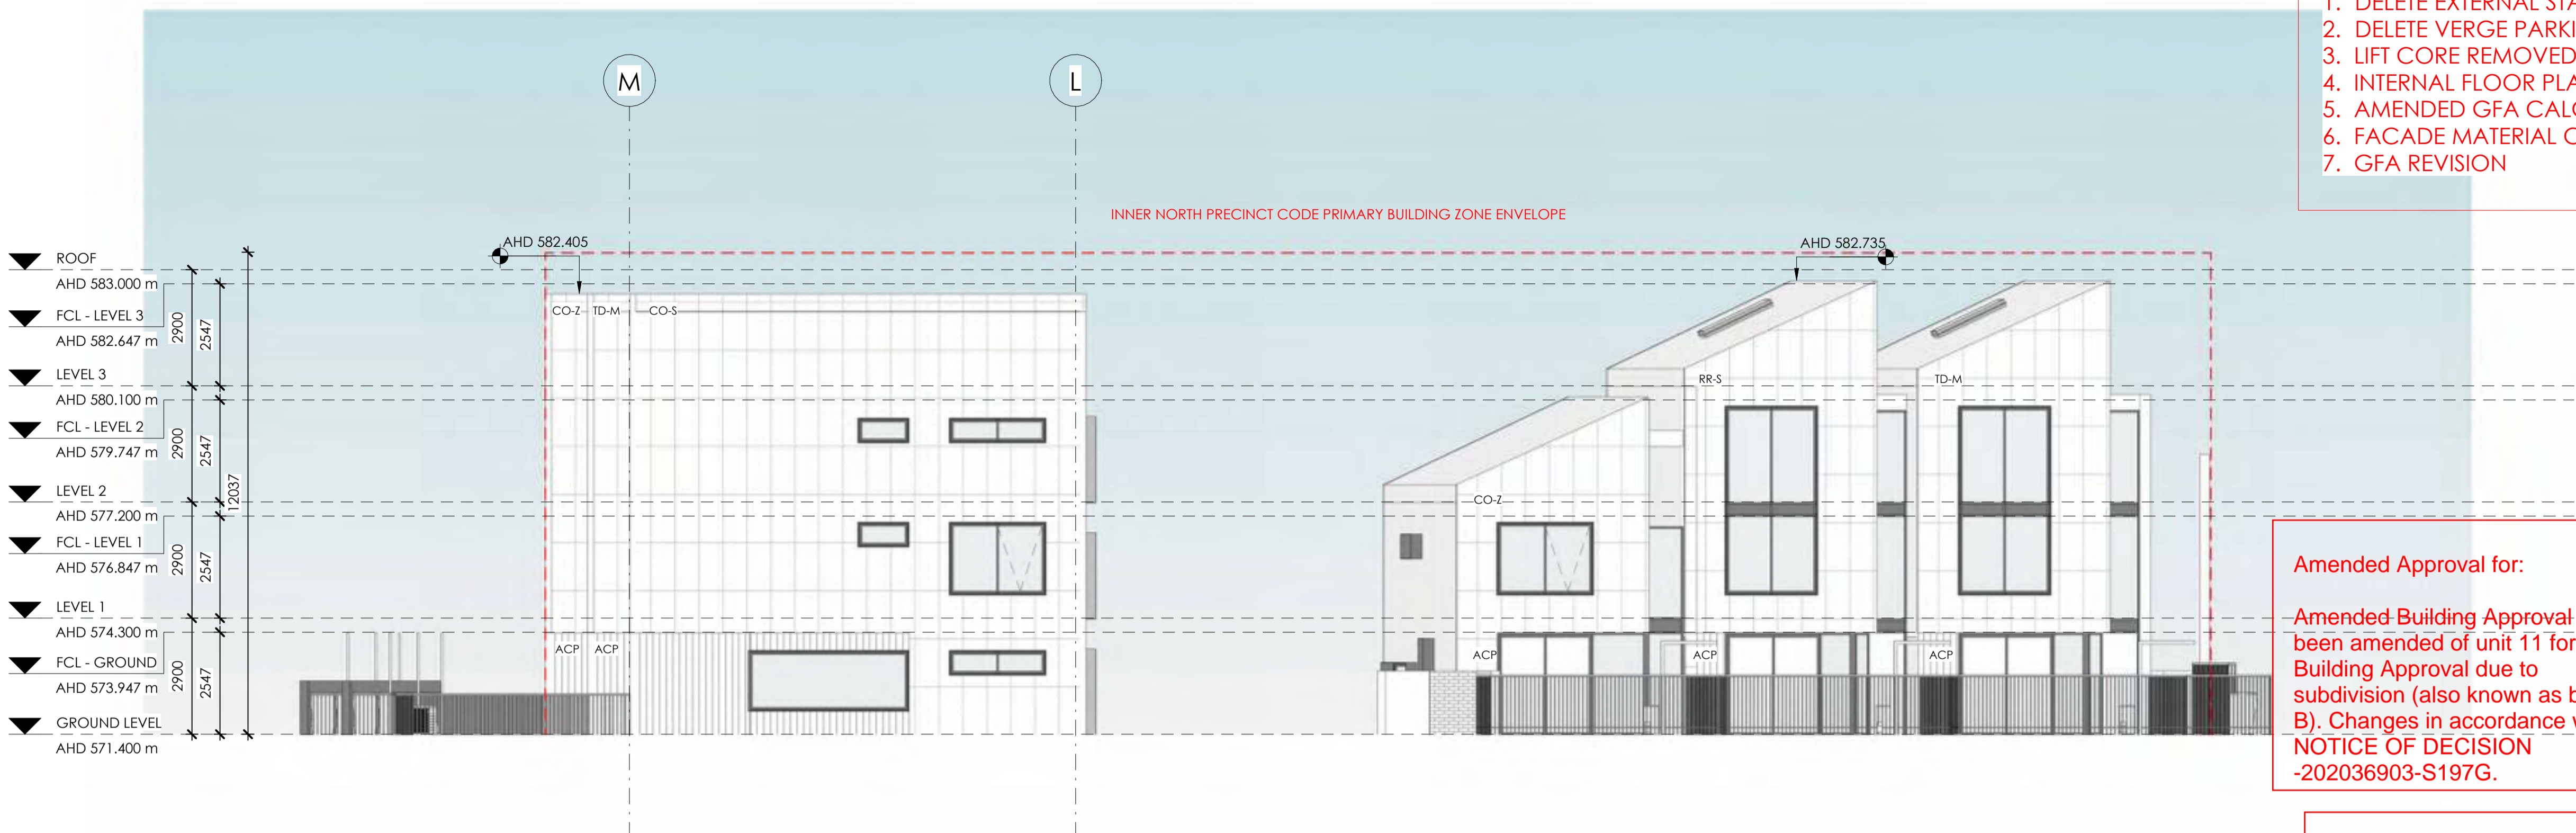 1. DELETE EXTERNAL
2. DELETE VERGE
3. LIFT CORE REMOVED
4. INTERNAL FLOOR
5. AMENDED GFA
6. FACADE MATERIAL
7. GFA REVISION
M
L
INNER NORTH PRECINCT CODE PRIMARY BUILDING ZONE ENVELOPE
AHD 582.405
AHD 582.735
ROOF
AHD 583.000 m
FCL - LEVEL 3
AHD 582.647 m
LEVEL 3
AHD 580.100 m
FCL - LEVEL 2
AHD 579.747 m
LEVEL 2
AHD 577.200 m
FCL - LEVEL 1
AHD 576.847 m
LEVEL 1
AHD 574.300 m
FCL - GROUND
AHD 573.947 m
GROUND LEVEL
AHD 571.400 m
2900
2547
2900
2547
12037
2900
2547
2900
2547
CO-Z
TD-M
CO-S
ACP
ACP
RR-S
TD-M
CO-Z
ACP
ACP
ACP
Amended Approval for:
Amended Building Approval
been amended of unit 11 for
Building Approval due to
subdivision (also known as
B). Changes in accordance
NOTICE OF DECISION
-202036903-S197G.